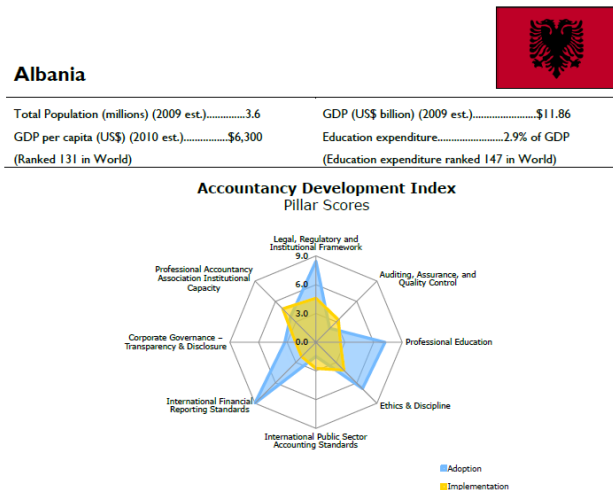 Albania
Total Population (millions) (2009 est.)..............3.6
GDP per capita (US$) (2010 est.)................$6,300
(Ranked 131 in World)
GDP (US$ billion) (2009 est.).......................$11.86
Education expenditure.......................2.9% of GDP
(Education expenditure ranked 147 in World)
Accountancy Development Index
Pillar Scores
Legal, Regulatory and
Institutional Framework
9.0
6.0
3.0
0.0
Auditing, Assurance, and
Quality Control
Professional Education
Ethics & Discipline
International Public Sector
Accounting Standards
International Financial
Reporting Standards
Corporate Governance –
Transparency & Disclosure
Professional Accountancy
Association Institutional
Capacity
Adoption
Implementation